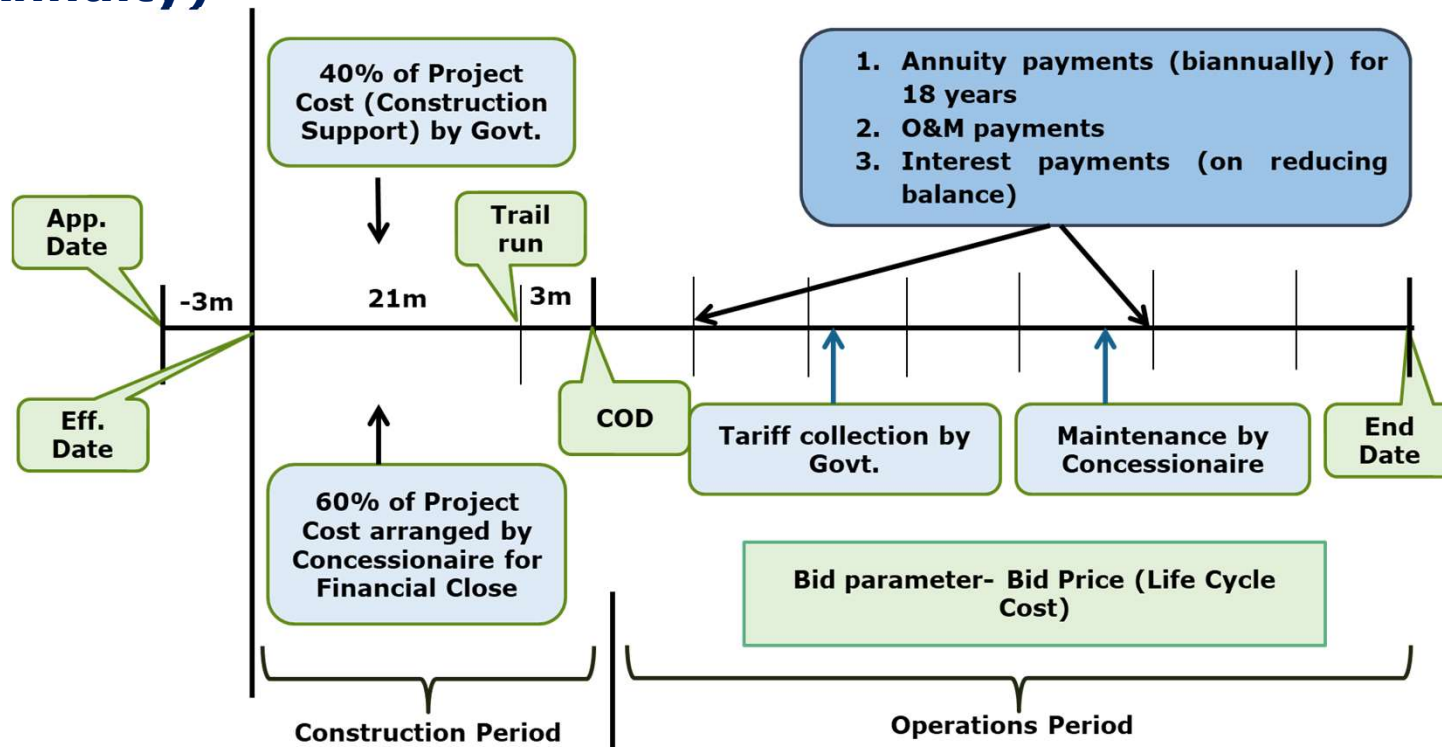 40% of Project
Cost (Construction
Support) by Govt.
1. Annuity payments (biannually) for
18 years
2. O&M payments
3. Interest payments (on reducing
balance)
App.
Date
Trail
run
-3m
21m
3m
Eff.
Date
COD
Tariff collection by
Govt.
Maintenance by
Concessionaire
End
Date
60% of Project
Cost arranged by
Concessionaire for
Financial Close
Bid parameter- Bid Price (Life Cycle
Cost)
Construction Period
Operations Period